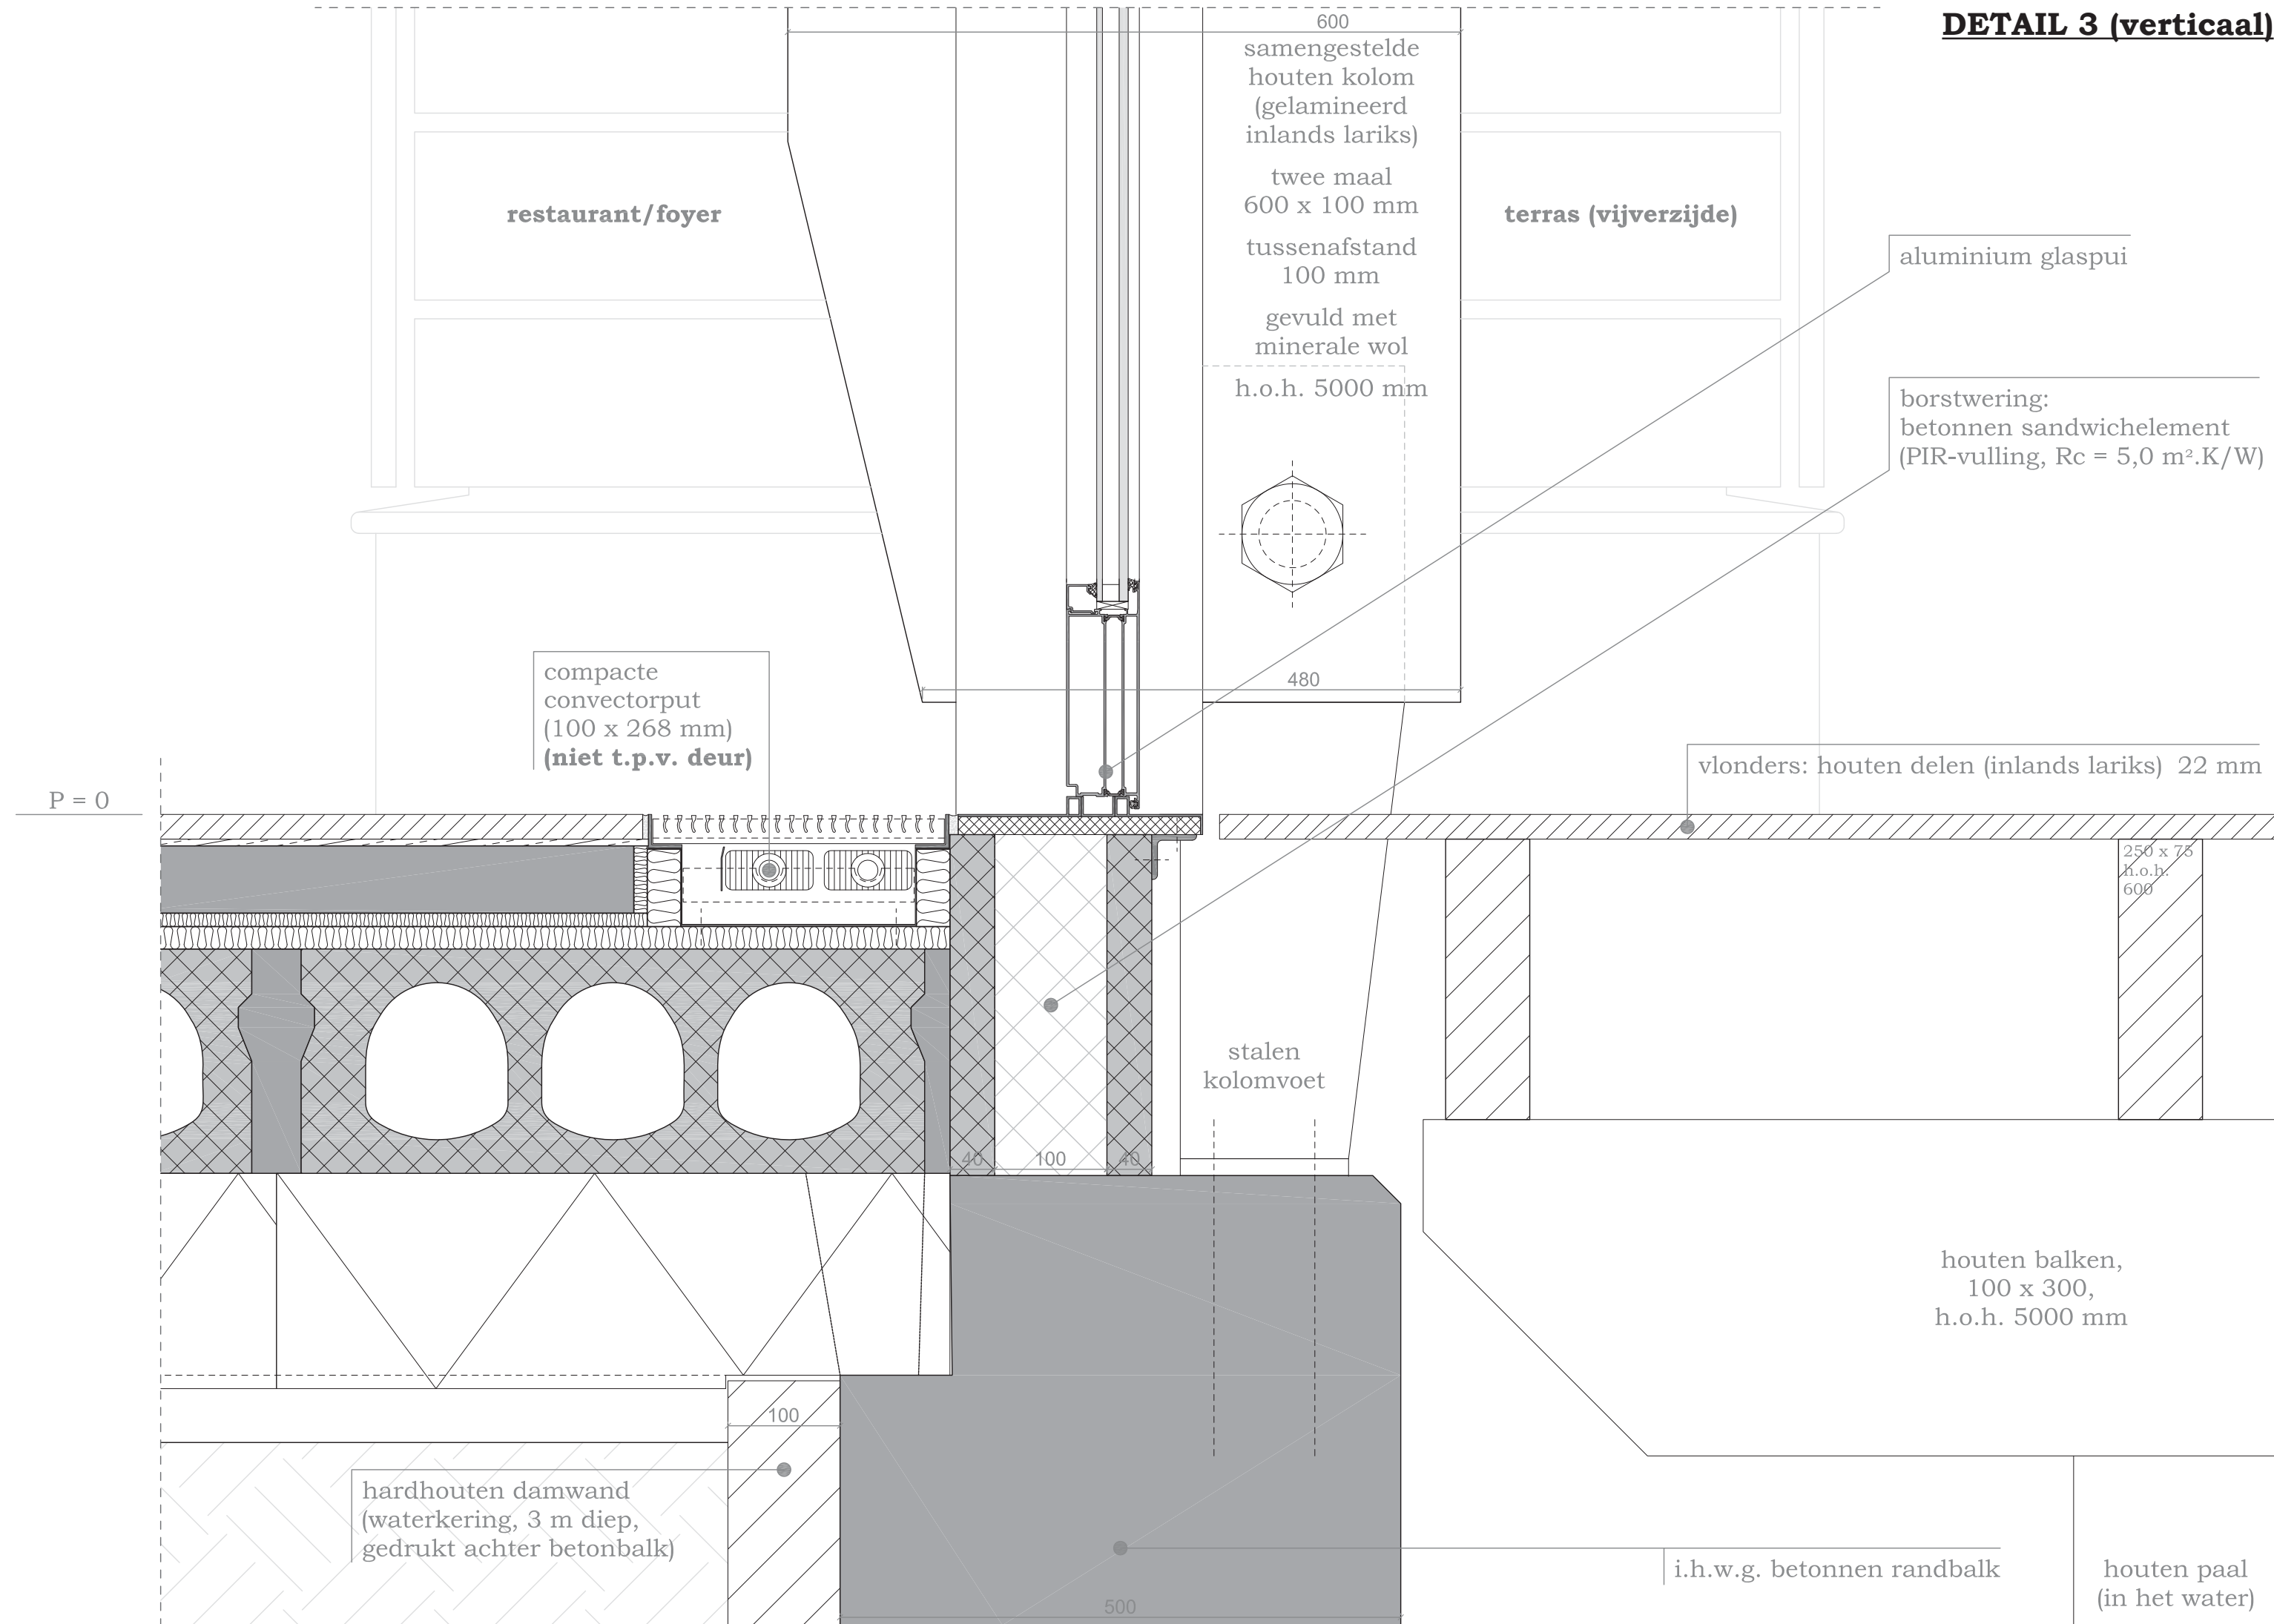 DETAIL 3 (verticaal)
600
samengestelde
houten kolom
(gelamineerd
inlands lariks)
twee maal
600 x 100 mm
tussenafstand
100 mm
gevuld met
minerale wol
h.o.h. 5000 mm
restaurant/foyer
terras (vijverzijde)
aluminium glaspui
borstwering:
betonnen sandwichelement
(PIR-vulling, Rc = 5,0 m².K/W)
480
compacte
convectorput
(100 x 268 mm)
(niet t.p.v. deur)
vlonders: houten delen (inlands lariks) 22 mm
P = 0
250 x 75
h.o.h.
600
stalen
kolomvoet
40
100
40
houten balken,
100 x 300,
h.o.h. 5000 mm
100
hardhouten damwand
(waterkering, 3 m diep,
gedrukt achter betonbalk)
i.h.w.g. betonnen randbalk
houten paal
(in het water)
500